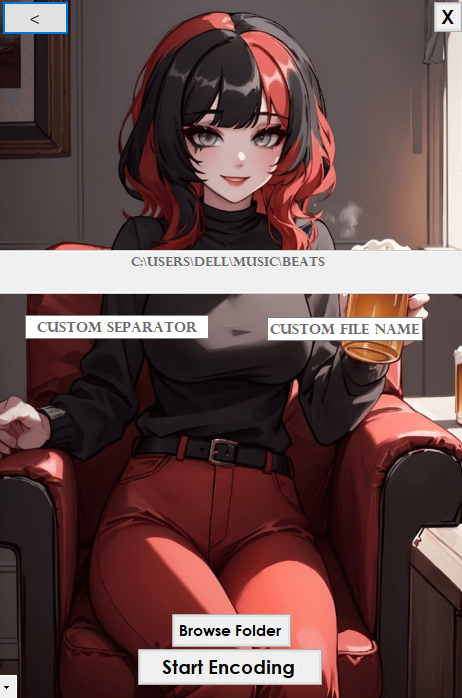 <
X
C:\USERS\DELL\MUSIC\BEATS
CUSTOM SEPARATOR
CUSTOM FILE NAME
Browse Folder
Start Encoding